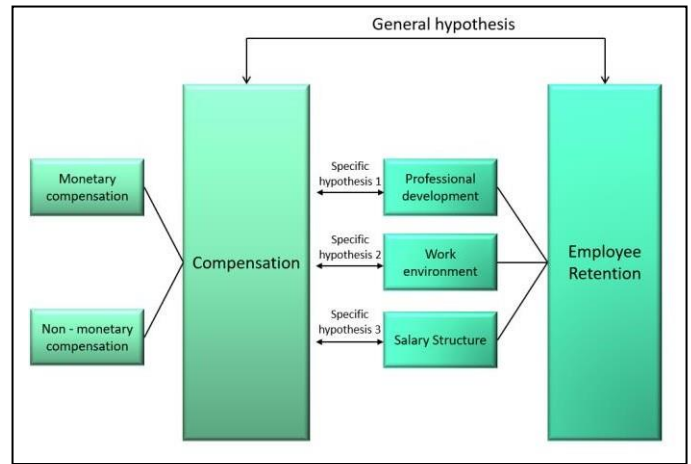 General hypothesis
Monetary
compensation
Non - monetary
compensation
Compensation
Specific
hypothesis 1
Specific
hypothesis 2
Specific
hypothesis 3
Professional
development
Work
environment
Salary Structure
Employee
Retention